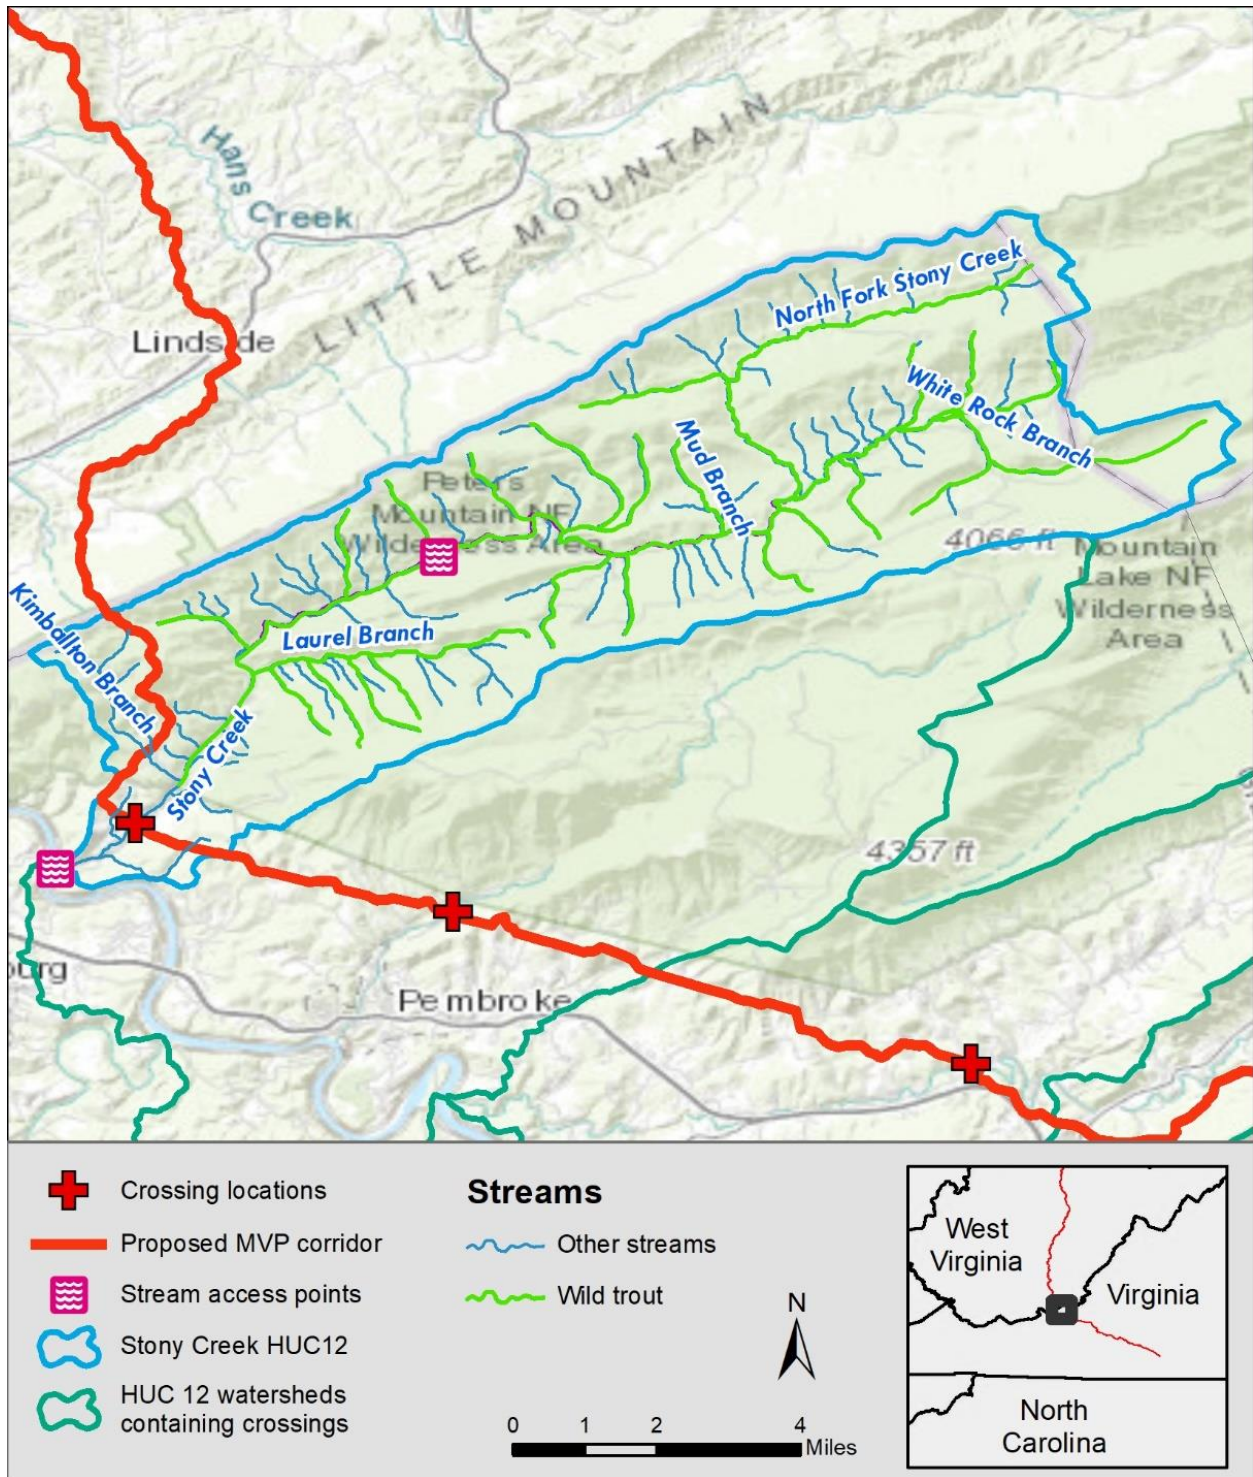 Hans
Creek
LITTLE MOUNTAIN
Lindside
North Fork Stony Creek
White Rock Branch
Mud Branch
Peters
Mountain NF
Wilderness Area
4066 ft
Mountain
Lake NF
Wilderness
Area
Kimballton Branch
Laurel Branch
Stony Creek
4357 ft
burg
Pembroke
Crossing locations
Proposed MVP corridor
Stream access points
Stony Creek HUC12
HUC 12 watersheds
containing crossings
Streams
Other streams
Wild trout
N
0 1 2 4
Miles
West
Virginia
Virginia
North
Carolina